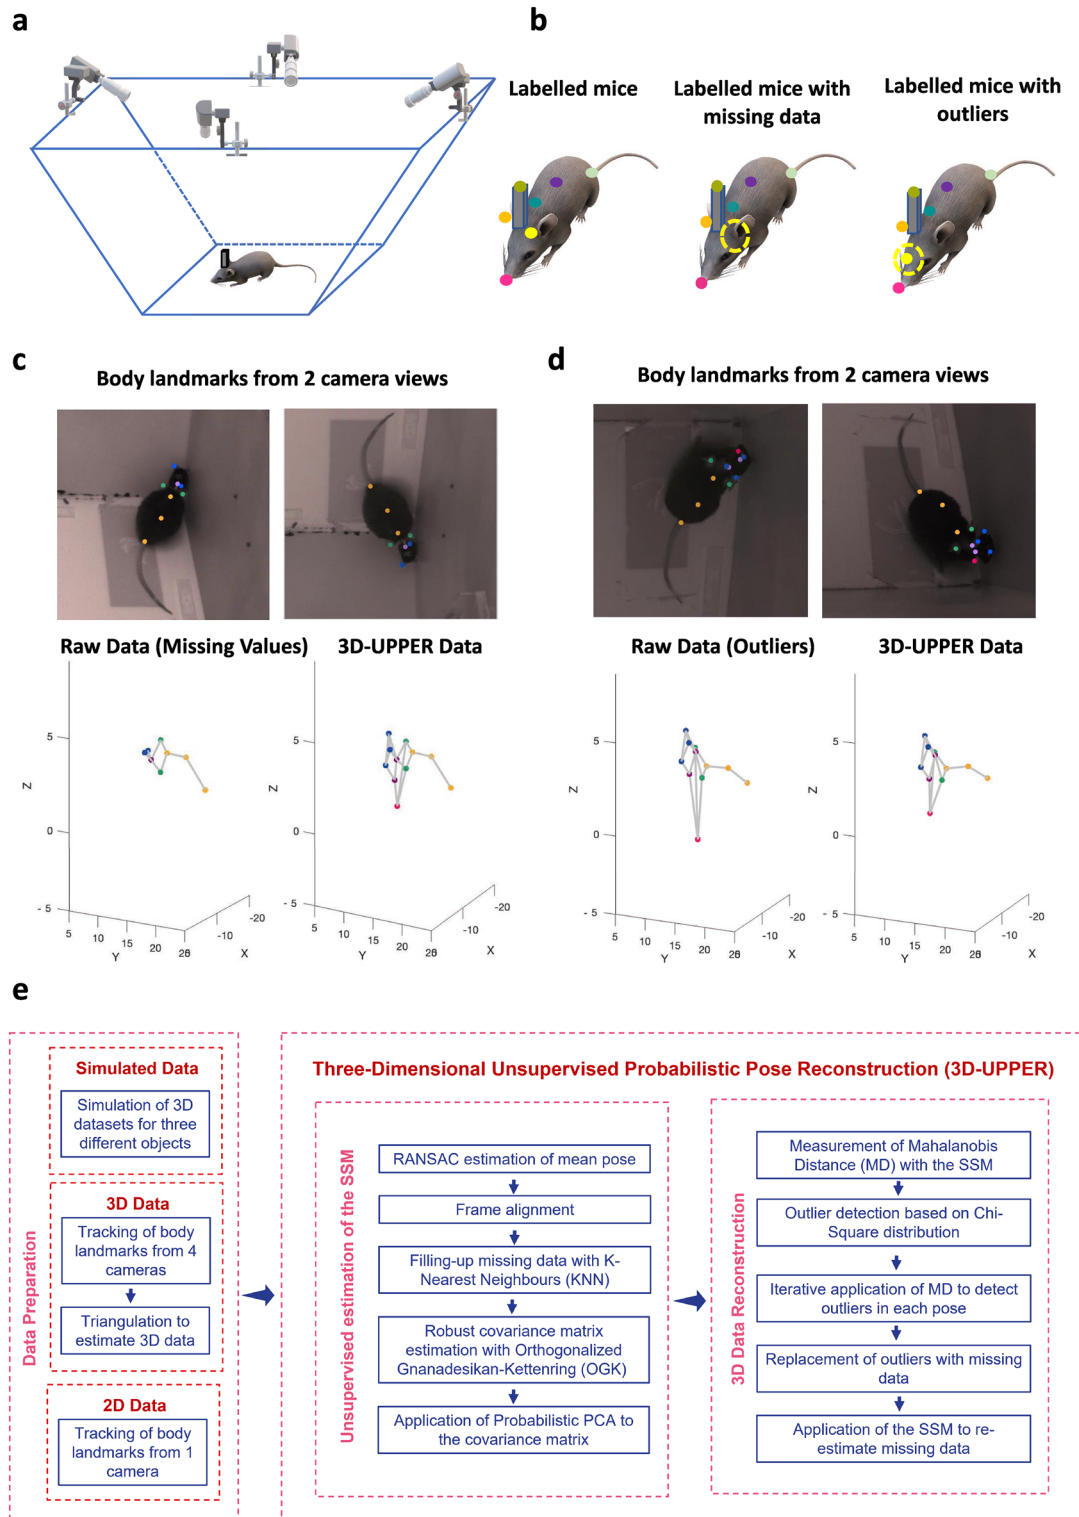 a
b
Labelled mice
Labelled mice with
missing data
Labelled mice with
outliers
c
Body landmarks from 2 camera views
d
Body landmarks from 2 camera views
Raw Data (Missing Values)
3D-UPPER Data
Raw Data (Outliers)
3D-UPPER Data
5
0
- 5
Z
5
10
15
20
Y
-10
-20
X
5
0
- 5
Z
5
10
15
20
25
Y
-10
-20
X
5
0
- 5
Z
5
10
15
20
Y
-10
-20
X
5
0
- 5
Z
5
10
15
20
25
Y
-10
-20
X
e
Data Preparation
Simulated Data
Simulation of 3D
datasets for three
different objects
3D Data
Tracking of body
landmarks from 4
cameras
Triangulation to
estimate 3D data
2D Data
Tracking of body
landmarks from 1
camera
Three-Dimensional Unsupervised Probabilistic Pose Reconstruction (3D-UPPER)
Unsupervised estimation of the SSM
RANSAC estimation of mean pose
Frame alignment
Filling-up missing data with K-
Nearest Neighbours (KNN)
Robust covariance matrix
estimation with Orthogonalized
Gnanadesikan-Kettenring (OGK)
Application of Probabilistic PCA to
the covariance matrix
3D Data Reconstruction
Measurement of Mahalanobis
Distance (MD) with the SSM
Outlier detection based on Chi-
Square distribution
Iterative application of MD to detect
outliers in each pose
Replacement of outliers with missing
data
Application of the SSM to re-
estimate missing data